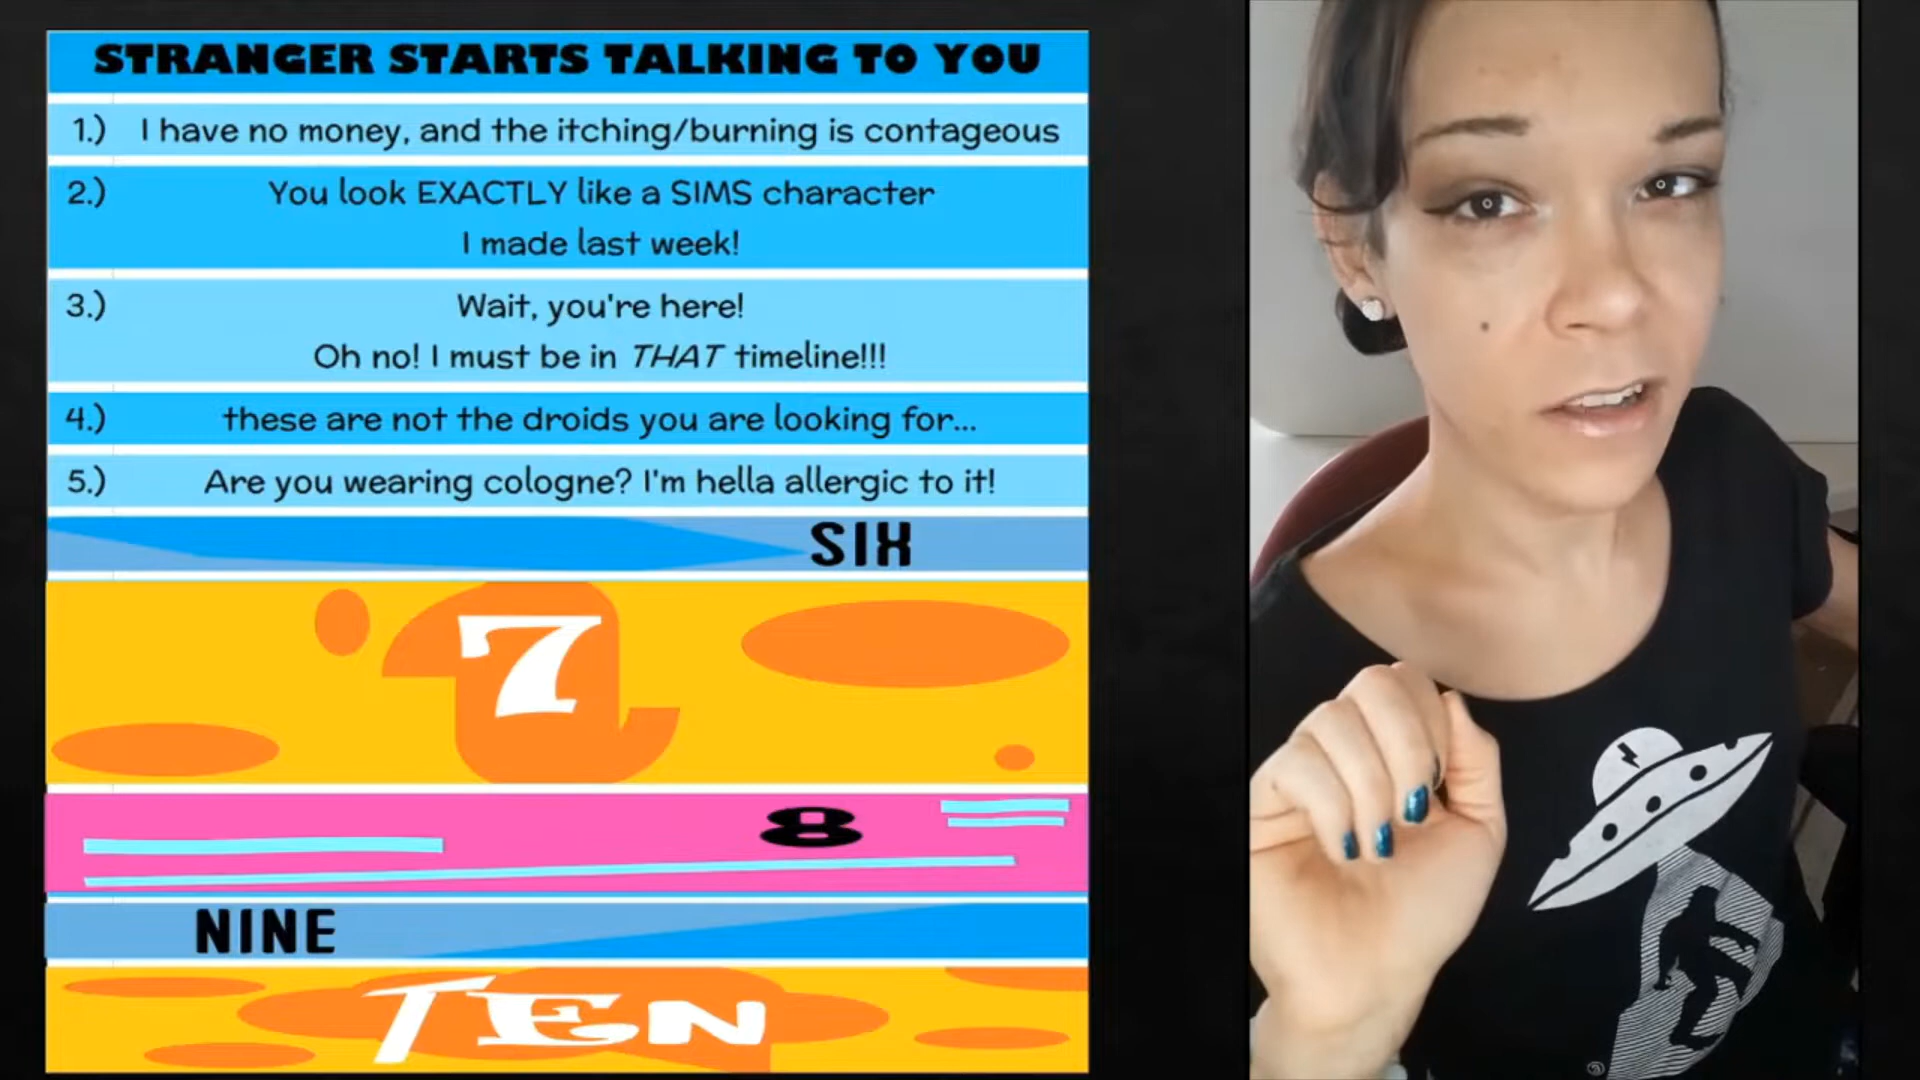 STRANGER STARTS TALKING TO YOU
1.) I have no money, and the itching/burning is contageous
2.) You look EXACTLY like a SIMS character
I made last week!
3.) Wait, you're here!
Oh no! I must be in THAT timeline!!!
4.) these are not the droids you are looking for...
5.) Are you wearing cologne? I'm hella allergic to it!
SIX
7
8
NINE
TEN